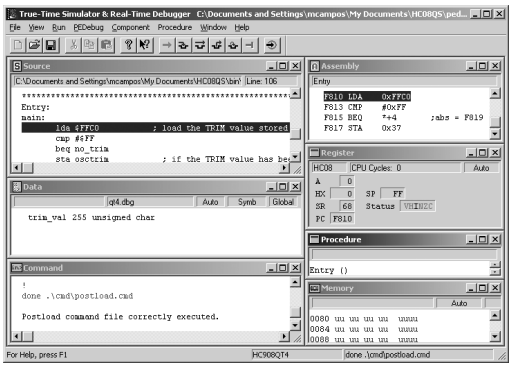 True-Time Simulator & Real-Time Debugger C:\Documents and Settings\mcampos\My Documents\HC08QS\ped...
File View Run PEDebug Component Procedure Window Help
Source
C:\Documents and Settings\mcampos\My Documents\HC08QS\bin\ Line: 106
Entry:
main:
lda $FFC0 ; load the TRIM value stored
cmp #$FF
beq no_trim
sta osctrim ; if the TRIM value has be
Assembly
Entry
F810 LDA 0xFFC0
F813 CMP #0xFF
F815 BEQ *+4 ;abs = F819
F817 STA 0x37
Register
HC08 CPU Cycles: 0 Auto
A 0
HX 0 SP FF
SR 68 Status VHINZC
PC F810
Data
qt4.dbg Auto Symb Global
trim_val 255 unsigned char
Procedure
Entry ()
Command
!
done .\cmd\postload.cmd
Postload command file correctly executed.
Memory
Auto
0080 uu uu uu uu uuuu
0084 uu uu uu uu uuuu
0088 uu uu uu uu uuuu
For Help, press F1 HC908QT4 done .\cmd\postload.cmd